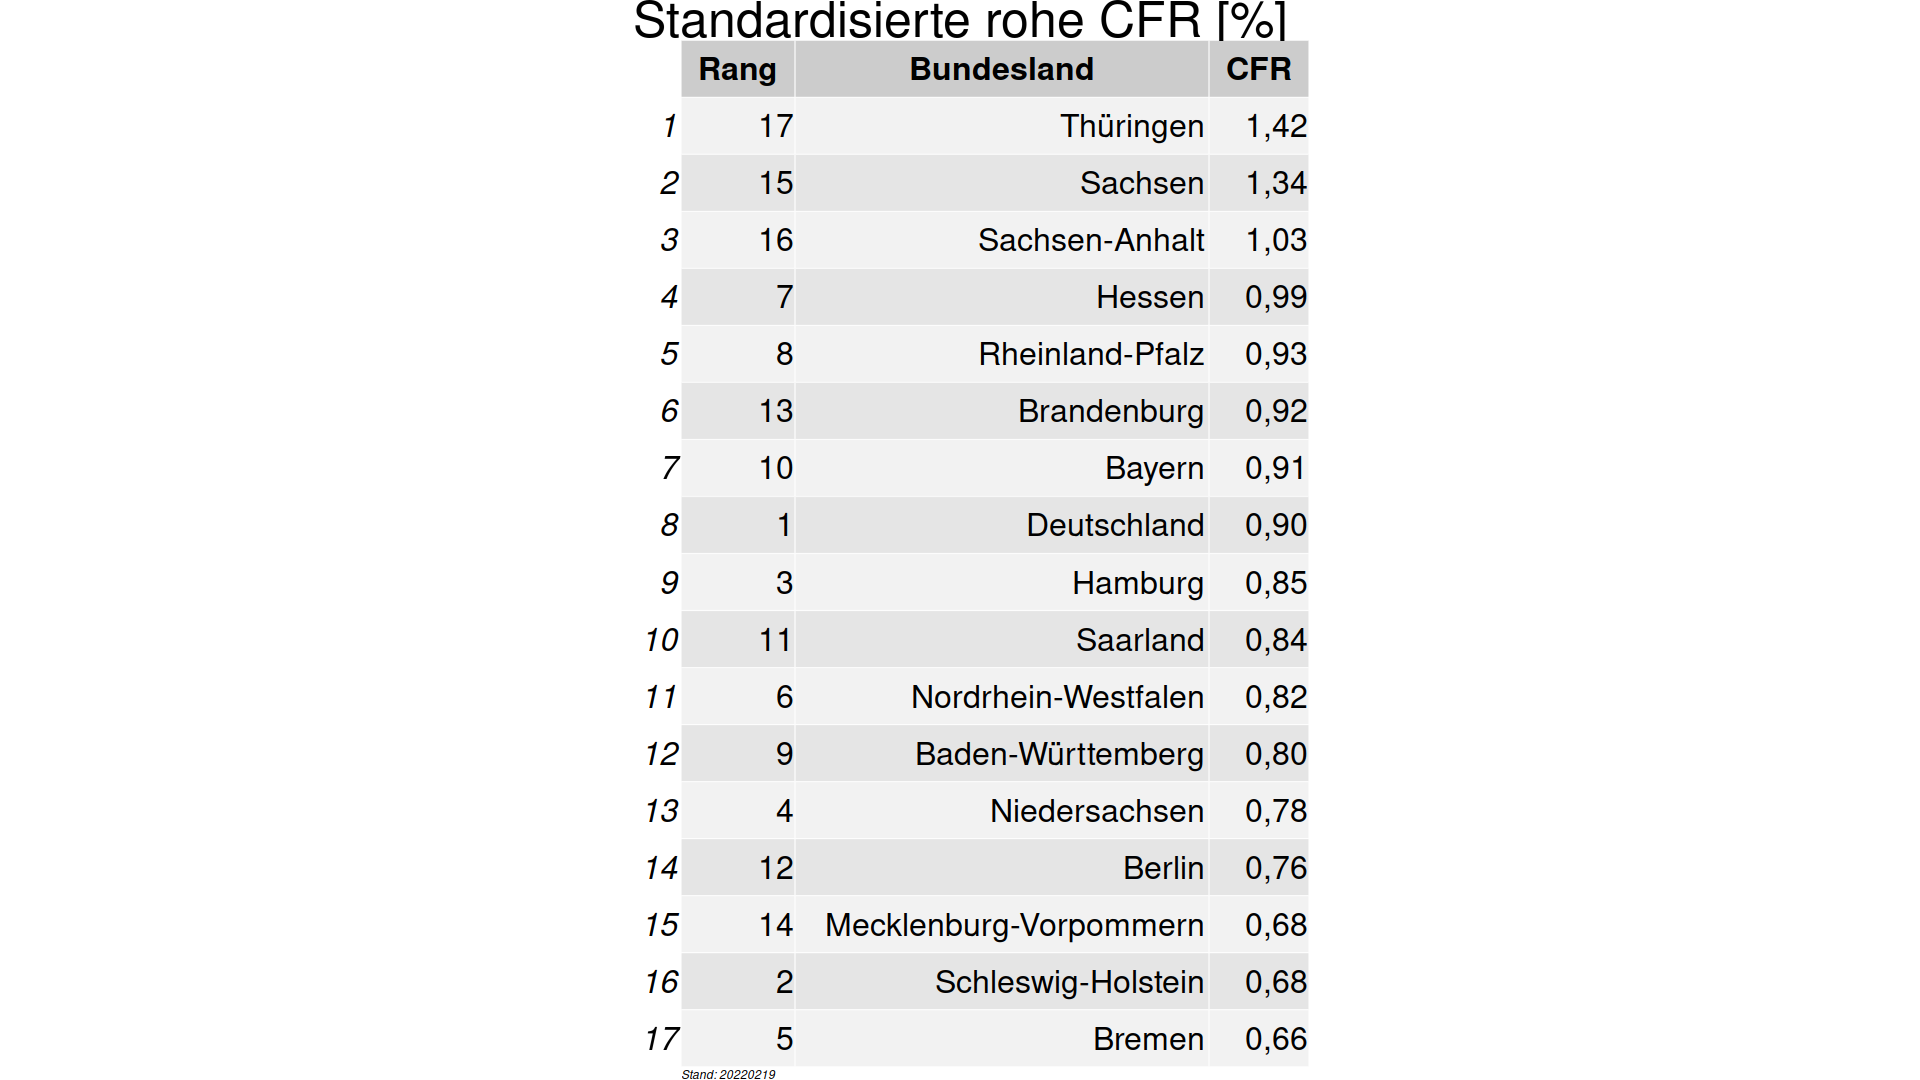 Standardisierte rohe CFR [%]
Rang Bundesland CFR
1 17 Thüringen 1,42
2 15 Sachsen 1,34
3 16 Sachsen-Anhalt 1,03
4 7 Hessen 0,99
5 8 Rheinland-Pfalz 0,93
6 13 Brandenburg 0,92
7 10 Bayern 0,91
8 1 Deutschland 0,90
9 3 Hamburg 0,85
10 11 Saarland 0,84
11 6 Nordrhein-Westfalen 0,82
12 9 Baden-Württemberg 0,80
13 4 Niedersachsen 0,78
14 12 Berlin 0,76
15 14 Mecklenburg-Vorpommern 0,68
16 2 Schleswig-Holstein 0,68
17 5 Bremen 0,66
Stand: 20220219